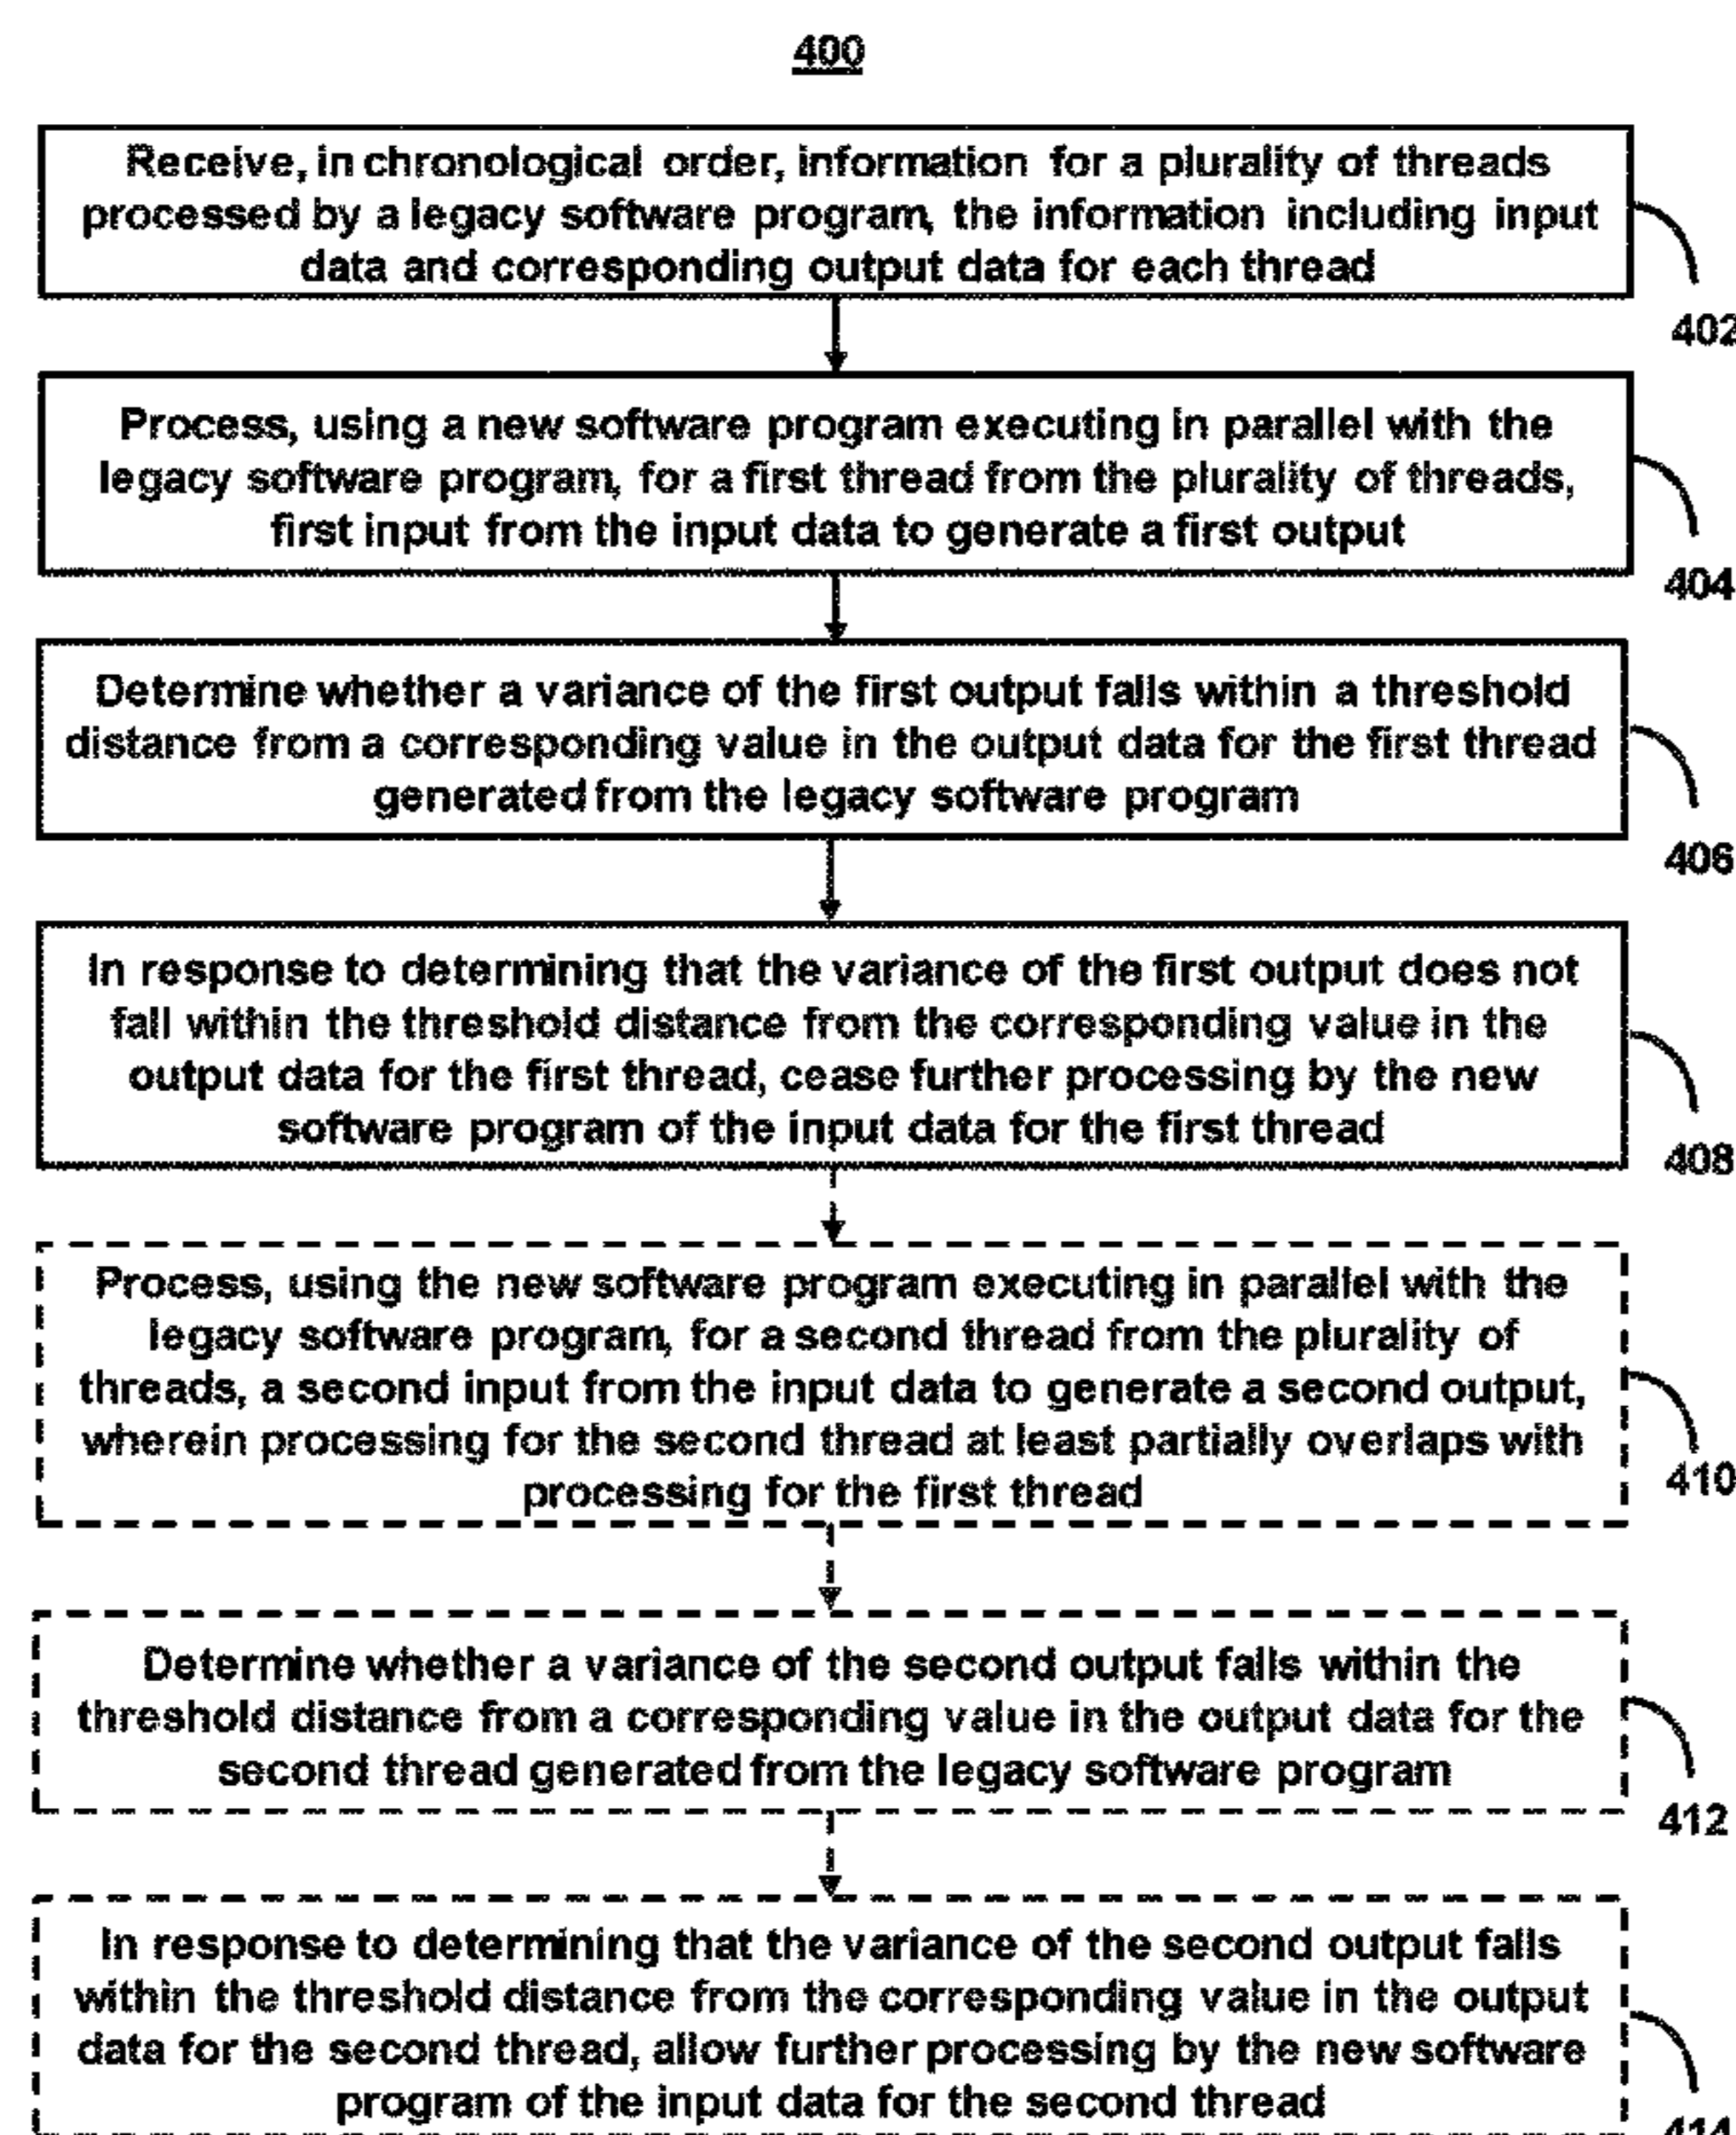 400
Receive, in chronological order, information for a plurality of threads
processed by a legacy software program, the information including input
data and corresponding output data for each thread
402
Process, using a new software program executing in parallel with the
legacy software program, for a first thread from the plurality of threads,
first input from the input data to generate a first output
404
Determine whether a variance of the first output falls within a threshold
distance from a corresponding value in the output data for the first thread
generated from the legacy software program
406
In response to determining that the variance of the first output does not
fall within the threshold distance from the corresponding value in the
output data for the first thread, cease further processing by the new
software program of the input data for the first thread
408
Process, using the new software program executing in parallel with the
legacy software program, for a second thread from the plurality of
threads, a second input from the input data to generate a second output,
wherein processing for the second thread at least partially overlaps with
processing for the first thread
410
Determine whether a variance of the second output falls within the
threshold distance from a corresponding value in the output data for the
second thread generated from the legacy software program
412
In response to determining that the variance of the second output falls
within the threshold distance from the corresponding value in the output
data for the second thread, allow further processing by the new software
program of the input data for the second thread
414